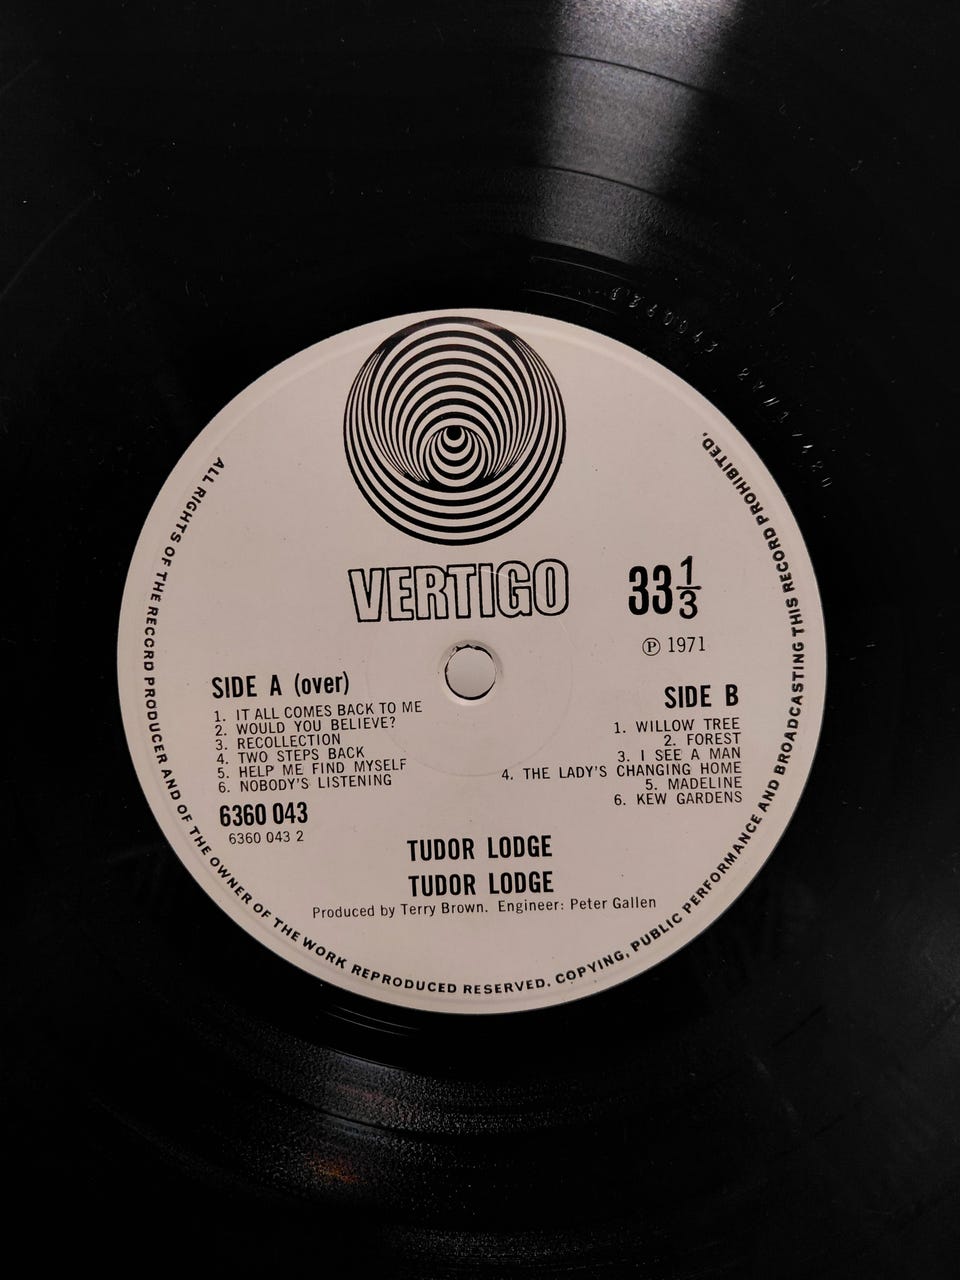 6360043 2
VERTIGO
33 1/3
℗ 1971
SIDE A (over)
1. IT ALL COMES BACK TO ME
2. WOULD YOU BELIEVE?
3. RECOLLECTION
4. TWO STEPS BACK
5. HELP ME FIND MYSELF
6. NOBODY'S LISTENING
6360 043
6360 043 2
SIDE B
1. WILLOW TREE
2. FOREST
3. I SEE A MAN
4. THE LADY'S CHANGING HOME
5. MADELINE
6. KEW GARDENS
TUDOR LODGE
TUDOR LODGE
Produced by Terry Brown. Engineer: Peter Gallen
ALL RIGHTS OF THE RECORD PRODUCER AND OF THE OWNER OF THE WORK REPRODUCED RESERVED. COPYING, PUBLIC PERFORMANCE AND BROADCASTING THIS RECORD PROHIBITED.